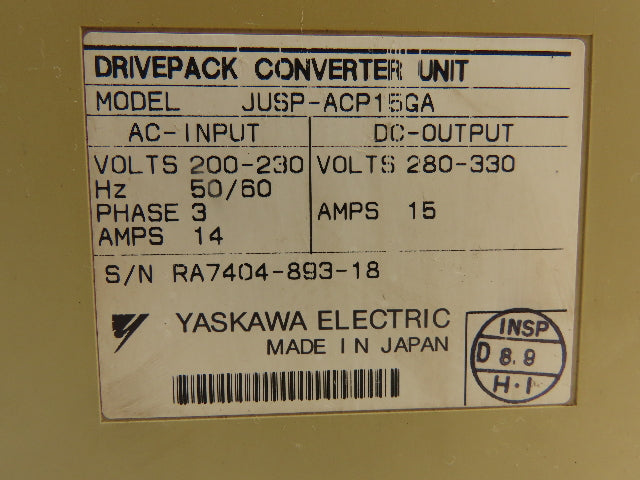 DRIVEPACK CONVERTER UNIT
MODEL JUSP-ACP15GA
AC-INPUT DC-OUTPUT
VOLTS 200-230 VOLTS 280-330
Hz 50/60
PHASE 3 AMPS 15
AMPS 14
S/N RA7404-893-18
YASKAWA ELECTRIC
MADE IN JAPAN
INSP
D 8.9
H.I